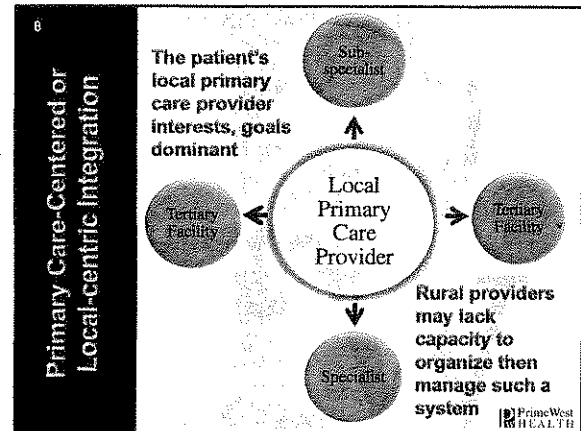 8
Primary Care-Centered or
Local-centric Integration
The patient's
local primary
care provider
interests, goals
dominant
Sub-
specialist
Tertiary
Facility
Local
Primary
Care
Provider
Tertiary
Facility
Specialist
Rural providers
may lack
capacity to
organize then
manage such a
system
PrimeWest
HEALTH